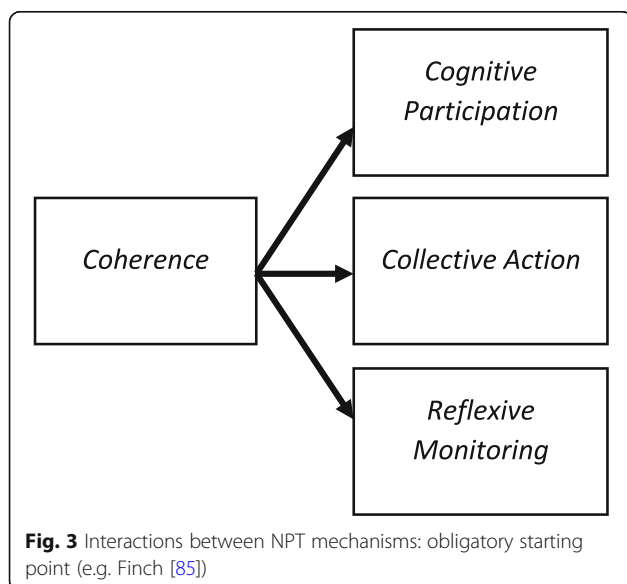 Cognitive
Participation
Coherence
Collective Action
Reflexive
Monitoring
Fig. 3 Interactions between NPT mechanisms: obligatory starting
point (e.g. Finch [85])